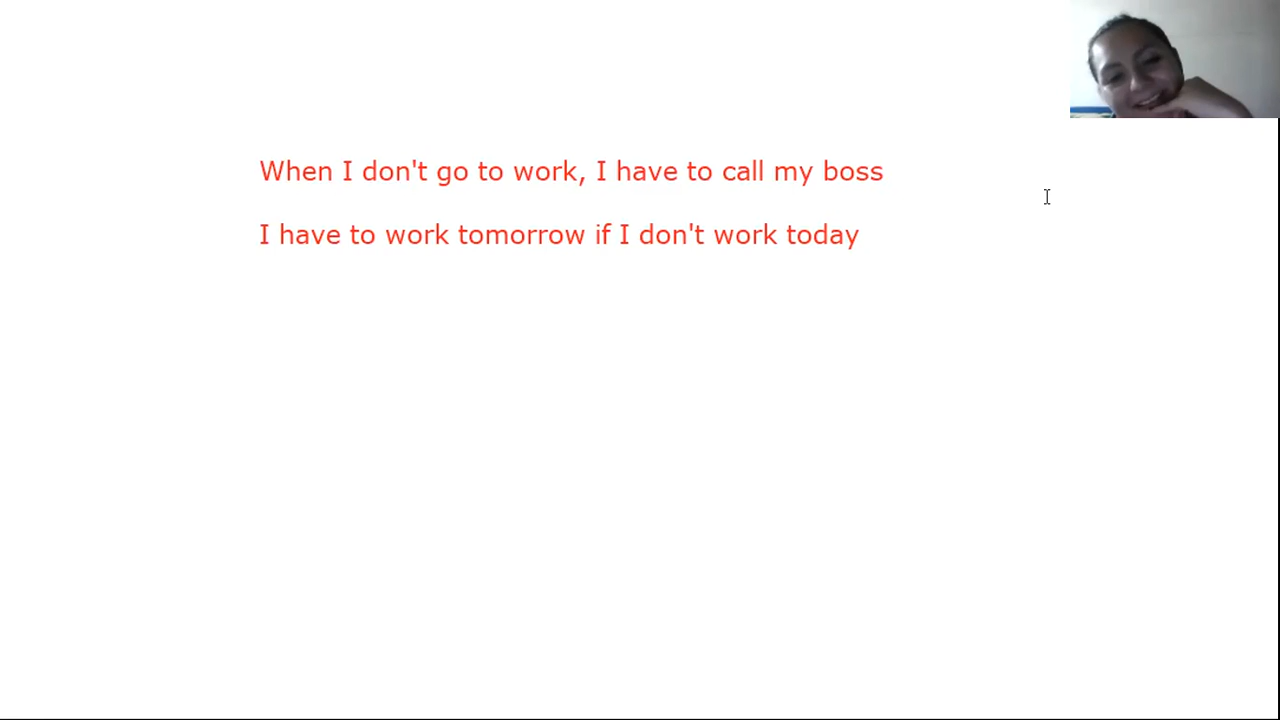 When I don't go to work, I have to call my boss
I have to work tomorrow if I don't work today